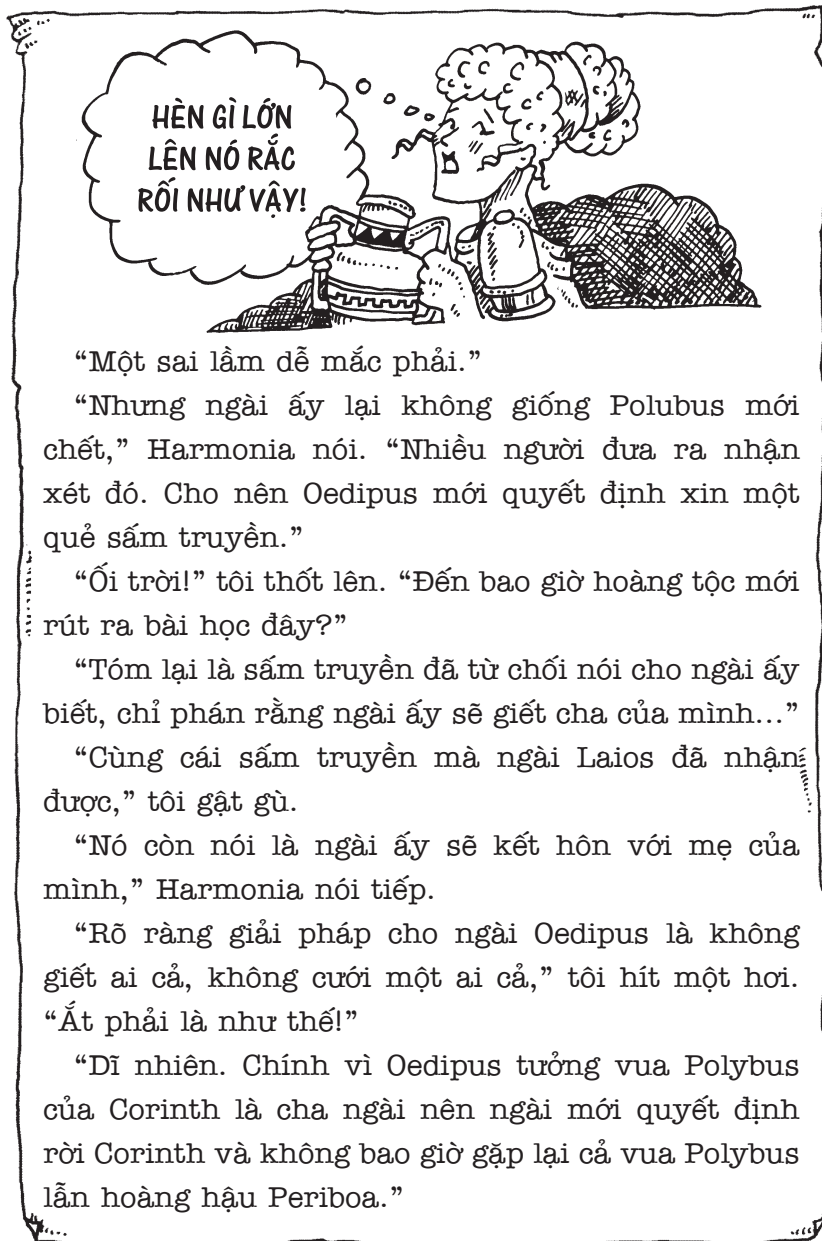 HÈN GÌ LỚN
LÊN NÓ RẮC
RỐI NHƯ VẬY!
“Một sai lầm dễ mắc phải.”
“Nhưng ngài ấy lại không giống Polubus mới
chết,” Harmonia nói. “Nhiều người đưa ra nhận
xét đó. Cho nên Oedipus mới quyết định xin một
quẻ sấm truyền.”
“Ối trời!” tôi thốt lên. “Đến bao giờ hoàng tộc mới
rút ra bài học đây?”
“Tóm lại là sấm truyền đã từ chối nói cho ngài ấy
biết, chỉ phán rằng ngài ấy sẽ giết cha của mình...”
“Cùng cái sấm truyền mà ngài Laios đã nhận
được,” tôi gật gù.
“Nó còn nói là ngài ấy sẽ kết hôn với mẹ của
mình,” Harmonia nói tiếp.
“Rõ ràng giải pháp cho ngài Oedipus là không
giết ai cả, không cưới một ai cả,” tôi hít một hơi.
“Ắt phải là như thế!”
“Dĩ nhiên. Chính vì Oedipus tưởng vua Polybus
của Corinth là cha ngài nên ngài mới quyết định
rời Corinth và không bao giờ gặp lại cả vua Polybus
lẫn hoàng hậu Periboa.”